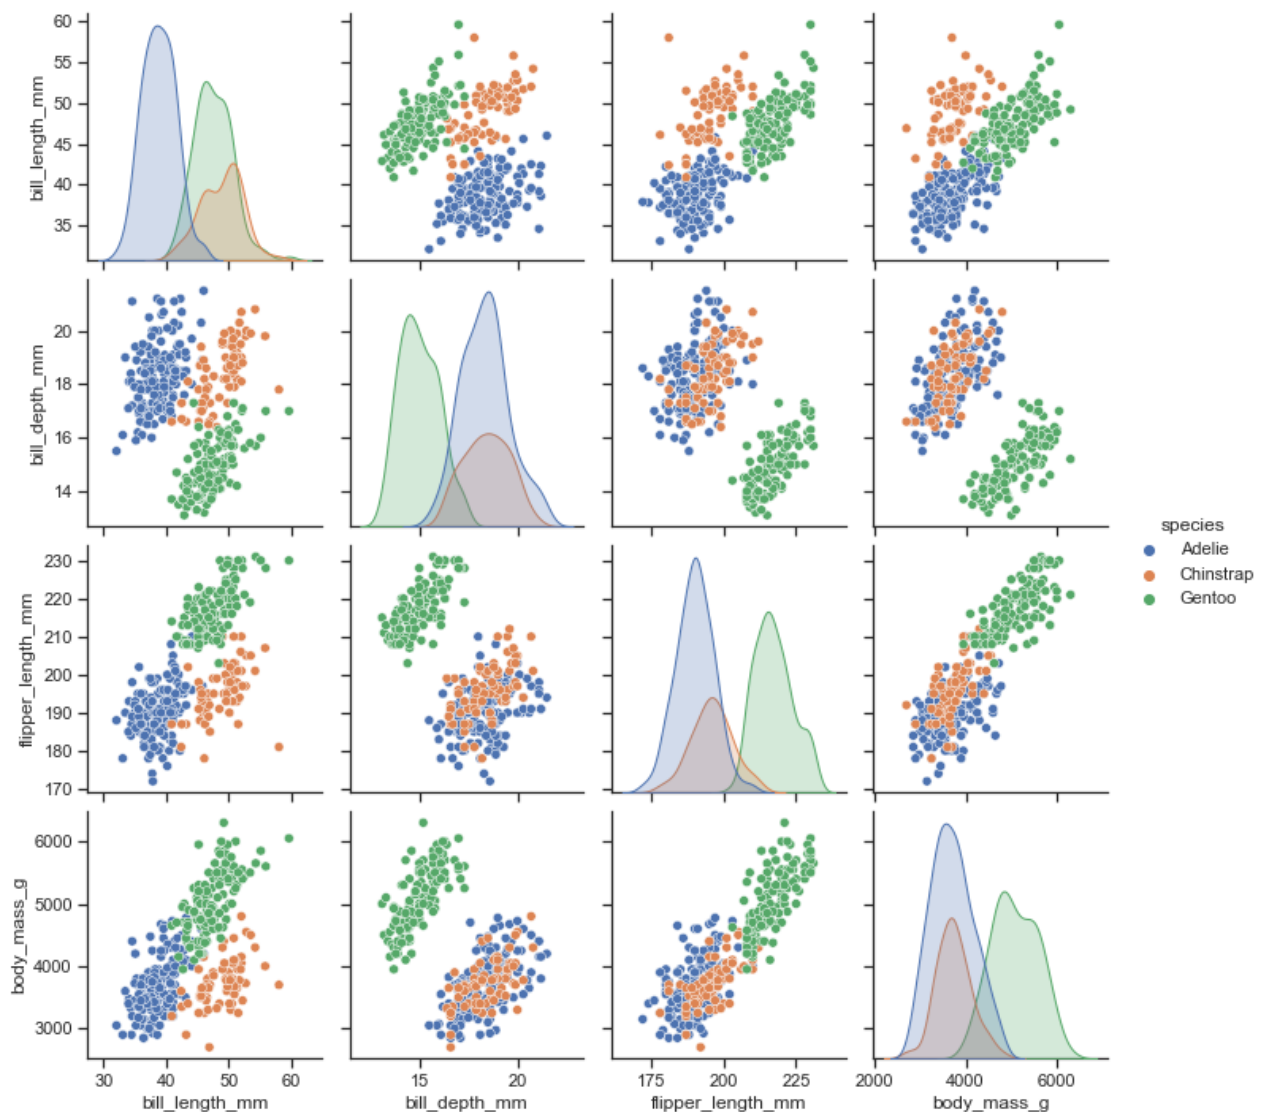 60
55
50
45
40
35
bill_length_mm
20
18
16
14
bill_depth_mm
species
Adelie
Chinstrap
Gentoo
230
220
210
200
190
180
170
flipper_length_mm
6000
5000
4000
3000
body_mass_g
30 40 50 60 15 20 175 200 225 2000 4000 6000
bill_length_mm bill_depth_mm flipper_length_mm body_mass_g